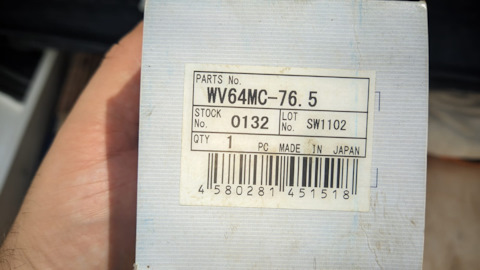 PARTS No.
WV64MC-76.5
STOCK No. 0132 LOT No. SW1102
QTY 1 PC MADE IN JAPAN
4 580281 451518